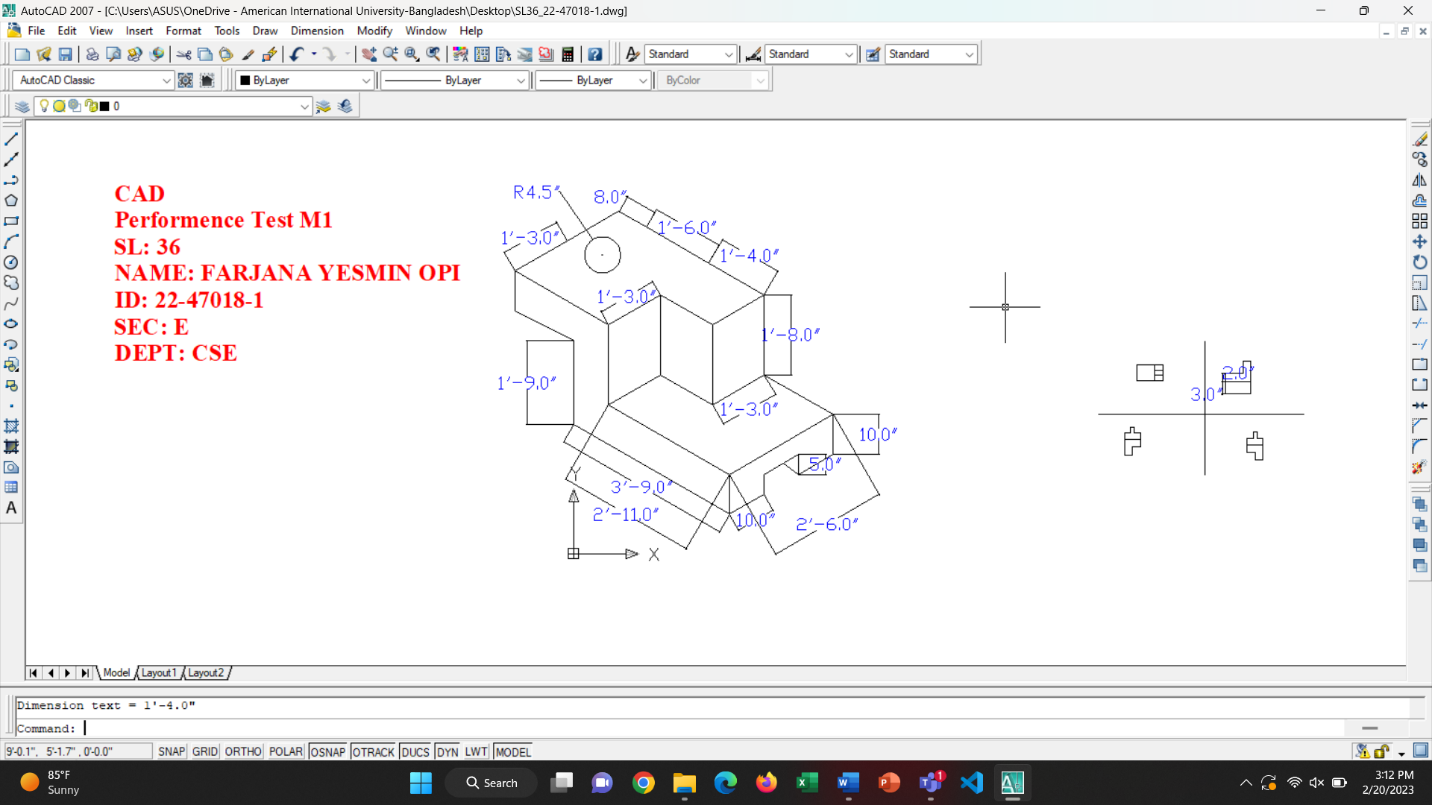 AutoCAD 2007 - [C:\Users\ASUS\OneDrive - American International University-Bangladesh\Desktop\SL36_22-47018-1.dwg]
File Edit View Insert Format Tools Draw Dimension Modify Window Help
Standard Standard Standard
AutoCAD Classic ByLayer ByLayer ByLayer ByColor
0
CAD
Performence Test M1
SL: 36
NAME: FARJANA YESMIN OPI
ID: 22-47018-1
SEC: E
DEPT: CSE
R4.5"
8.0"
1'-6.0"
1'-3.0"
1'-4.0"
1'-3.0"
1'-8.0"
1'-9.0"
1'-3.0"
10.0"
5.0"
3'-9.0"
2'-11.0"
10.0"
2'-6.0"
Y
X
2.0"
3.0"
Model Layout1 Layout2
Dimension text = 1'-4.0"
Command:
9'-0.1", 5'-1.7" , 0'-0.0" SNAP GRID ORTHO POLAR OSNAP OTRACK DUCS DYN LWT MODEL
85°F
Sunny
Search
1
3:12 PM
2/20/2023